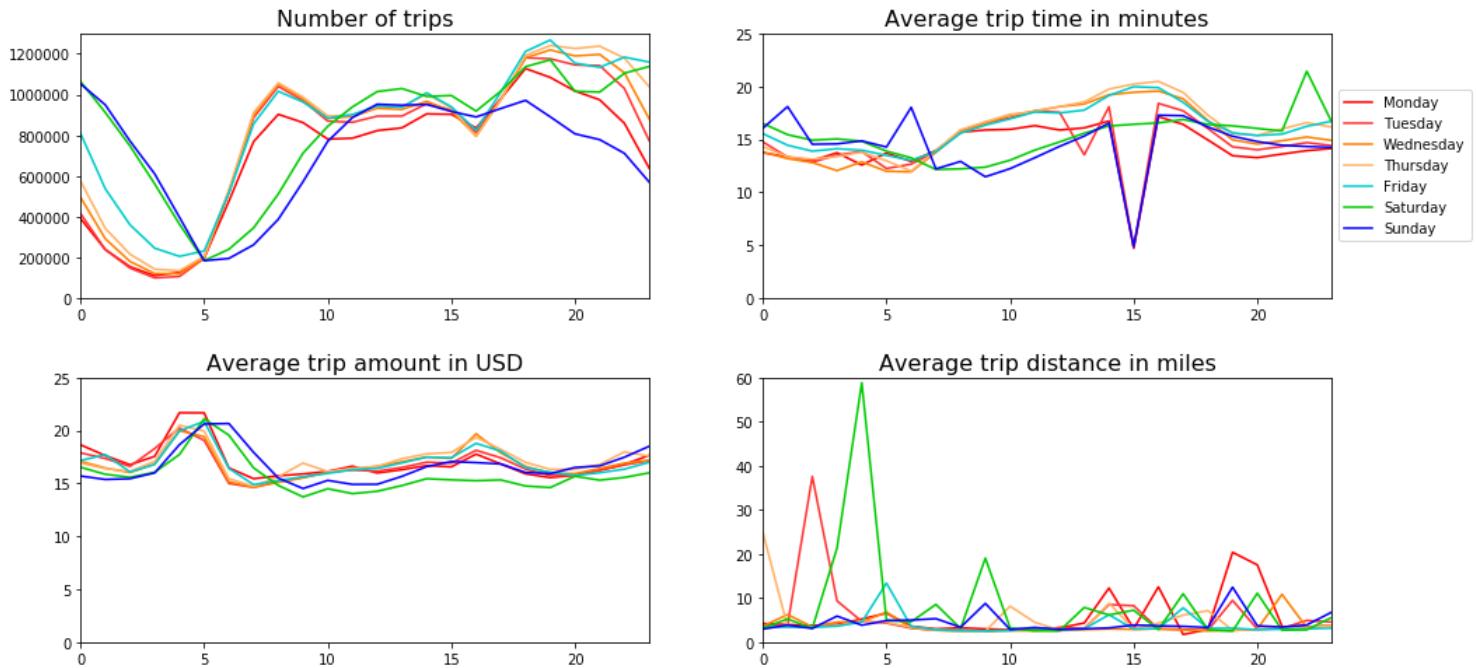 Number of trips
1200000
1000000
800000
600000
400000
200000
0
0 5 10 15 20
Average trip time in minutes
25
20
15
10
5
0
0 5 10 15 20
Monday
Tuesday
Wednesday
Thursday
Friday
Saturday
Sunday
Average trip amount in USD
25
20
15
10
5
0
0 5 10 15 20
Average trip distance in miles
60
50
40
30
20
10
0
0 5 10 15 20